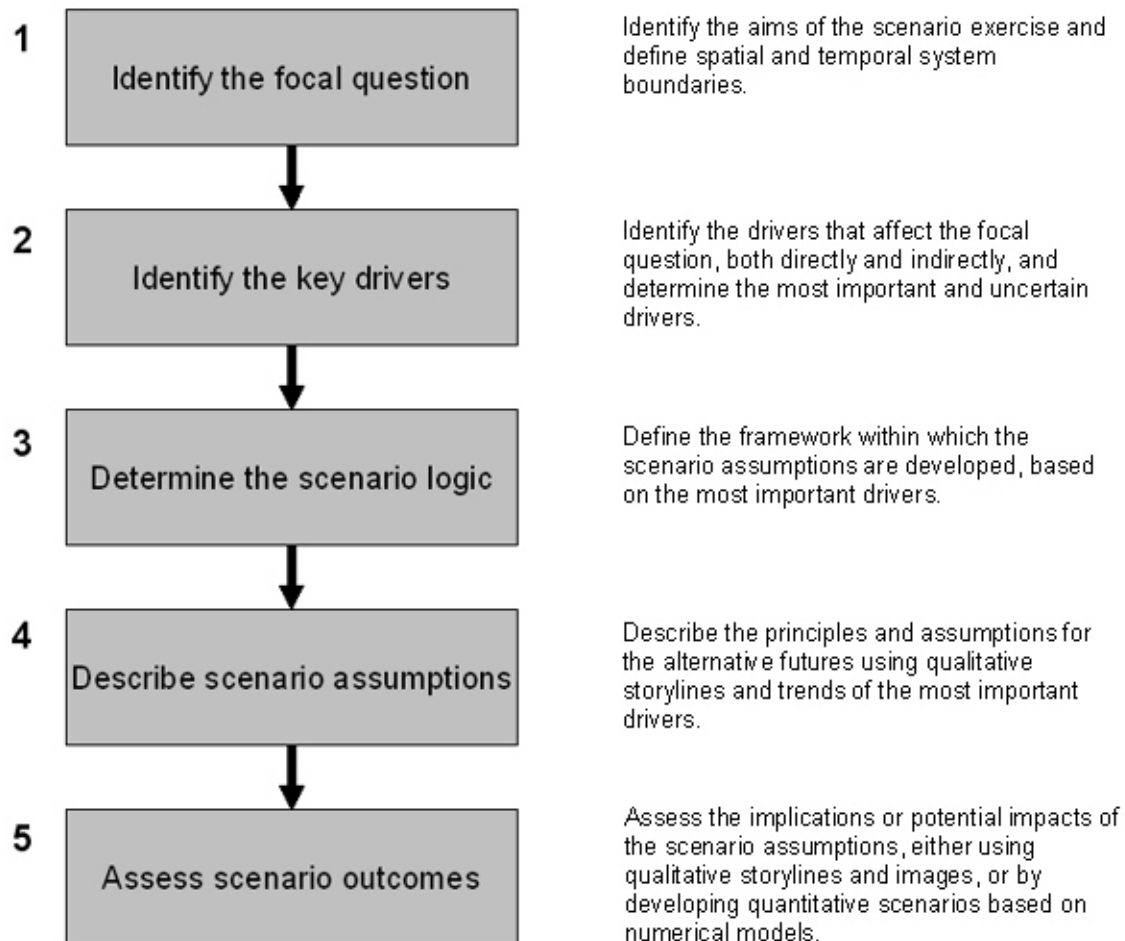 1
Identify the focal question
Identify the aims of the scenario exercise and
define spatial and temporal system
boundaries.
2
Identify the key drivers
Identify the drivers that affect the focal
question, both directly and indirectly, and
determine the most important and uncertain
drivers.
3
Determine the scenario logic
Define the framework within which the
scenario assumptions are developed, based
on the most important drivers.
4
Describe scenario assumptions
Describe the principles and assumptions for
the alternative futures using qualitative
storylines and trends of the most important
drivers.
5
Assess scenario outcomes
Assess the implications or potential impacts of
the scenario assumptions, either using
qualitative storylines and images, or by
developing quantitative scenarios based on
numerical models.